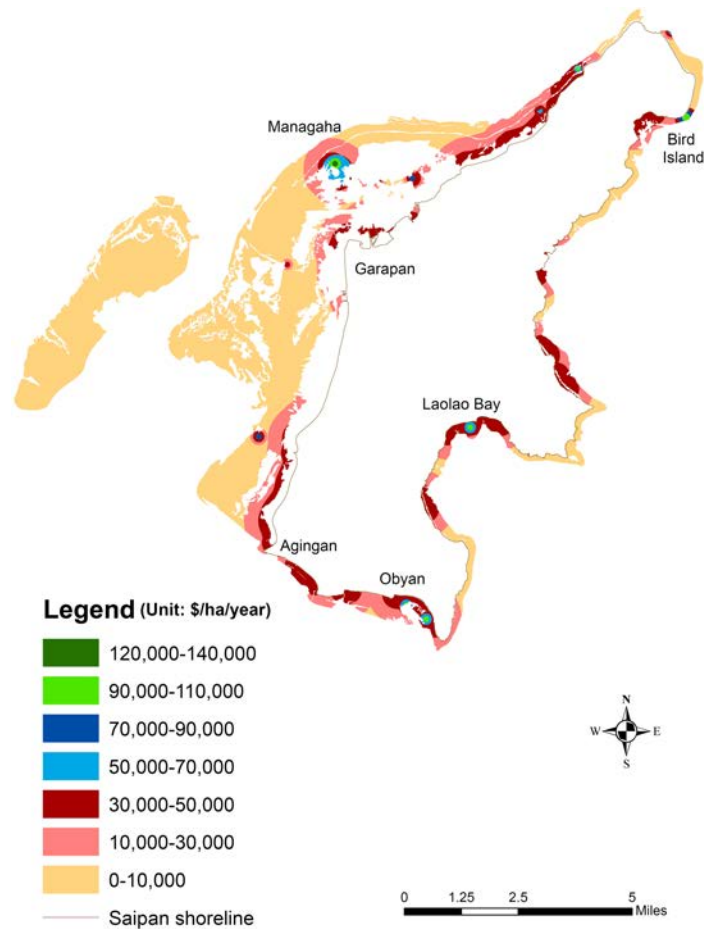 Managaha
Bird
Island
Garapan
Laolao Bay
Agingan
Obyan
Legend (Unit: $/ha/year)
120,000-140,000
90,000-110,000
70,000-90,000
50,000-70,000
30,000-50,000
10,000-30,000
0-10,000
Saipan shoreline
N
W E
S
0 1.25 2.5 5
Miles